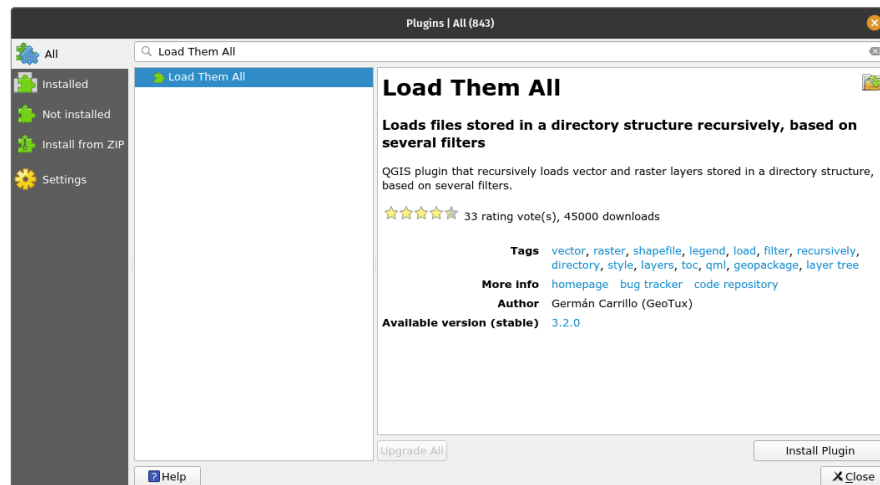 Plugins | All (843)
All
Installed
Not installed
Install from ZIP
Settings
Load Them All
Load Them All
Load Them All
Loads files stored in a directory structure recursively, based on
several filters
QGIS plugin that recursively loads vector and raster layers stored in a directory structure,
based on several filters.
33 rating vote(s), 45000 downloads
Tags vector, raster, shapefile, legend, load, filter, recursively,
directory, style, layers, toc, qml, geopackage, layer tree
More info homepage bug tracker code repository
Author Germán Carrillo (GeoTux)
Available version (stable) 3.2.0
Upgrade All Install Plugin
Help Close